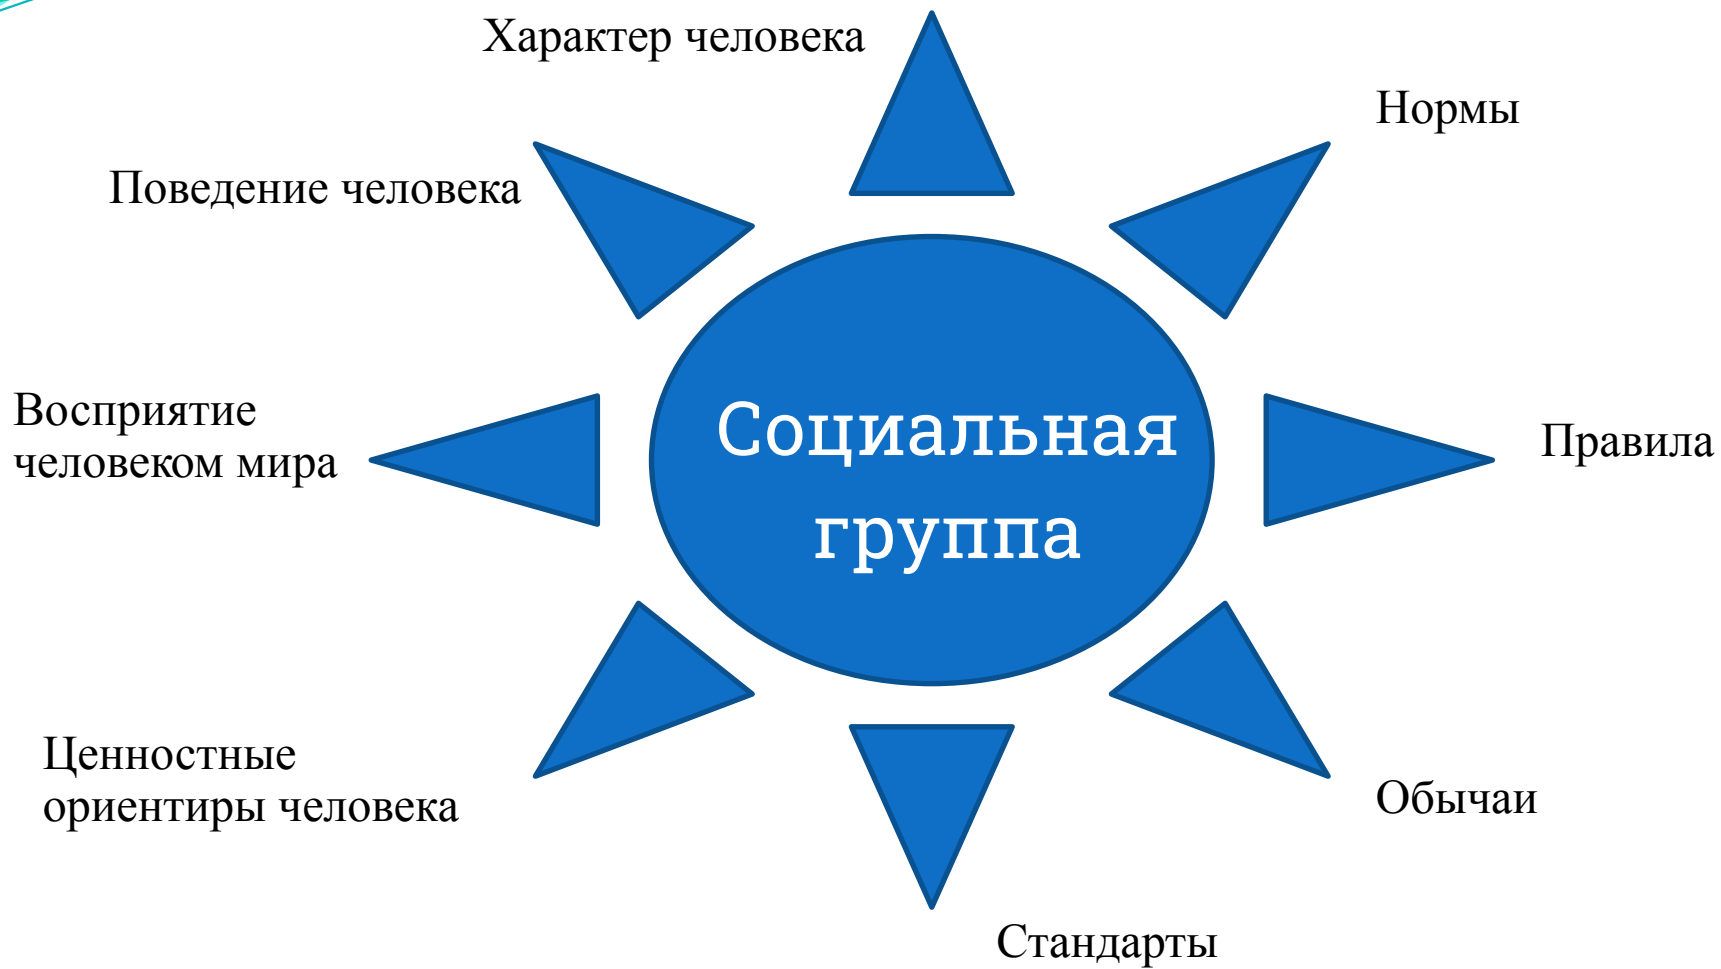 Характер человека
Нормы
Поведение человека
Восприятие
человеком мира
Социальная
группа
Правила
Ценностные
ориентиры человека
Обычаи
Стандарты